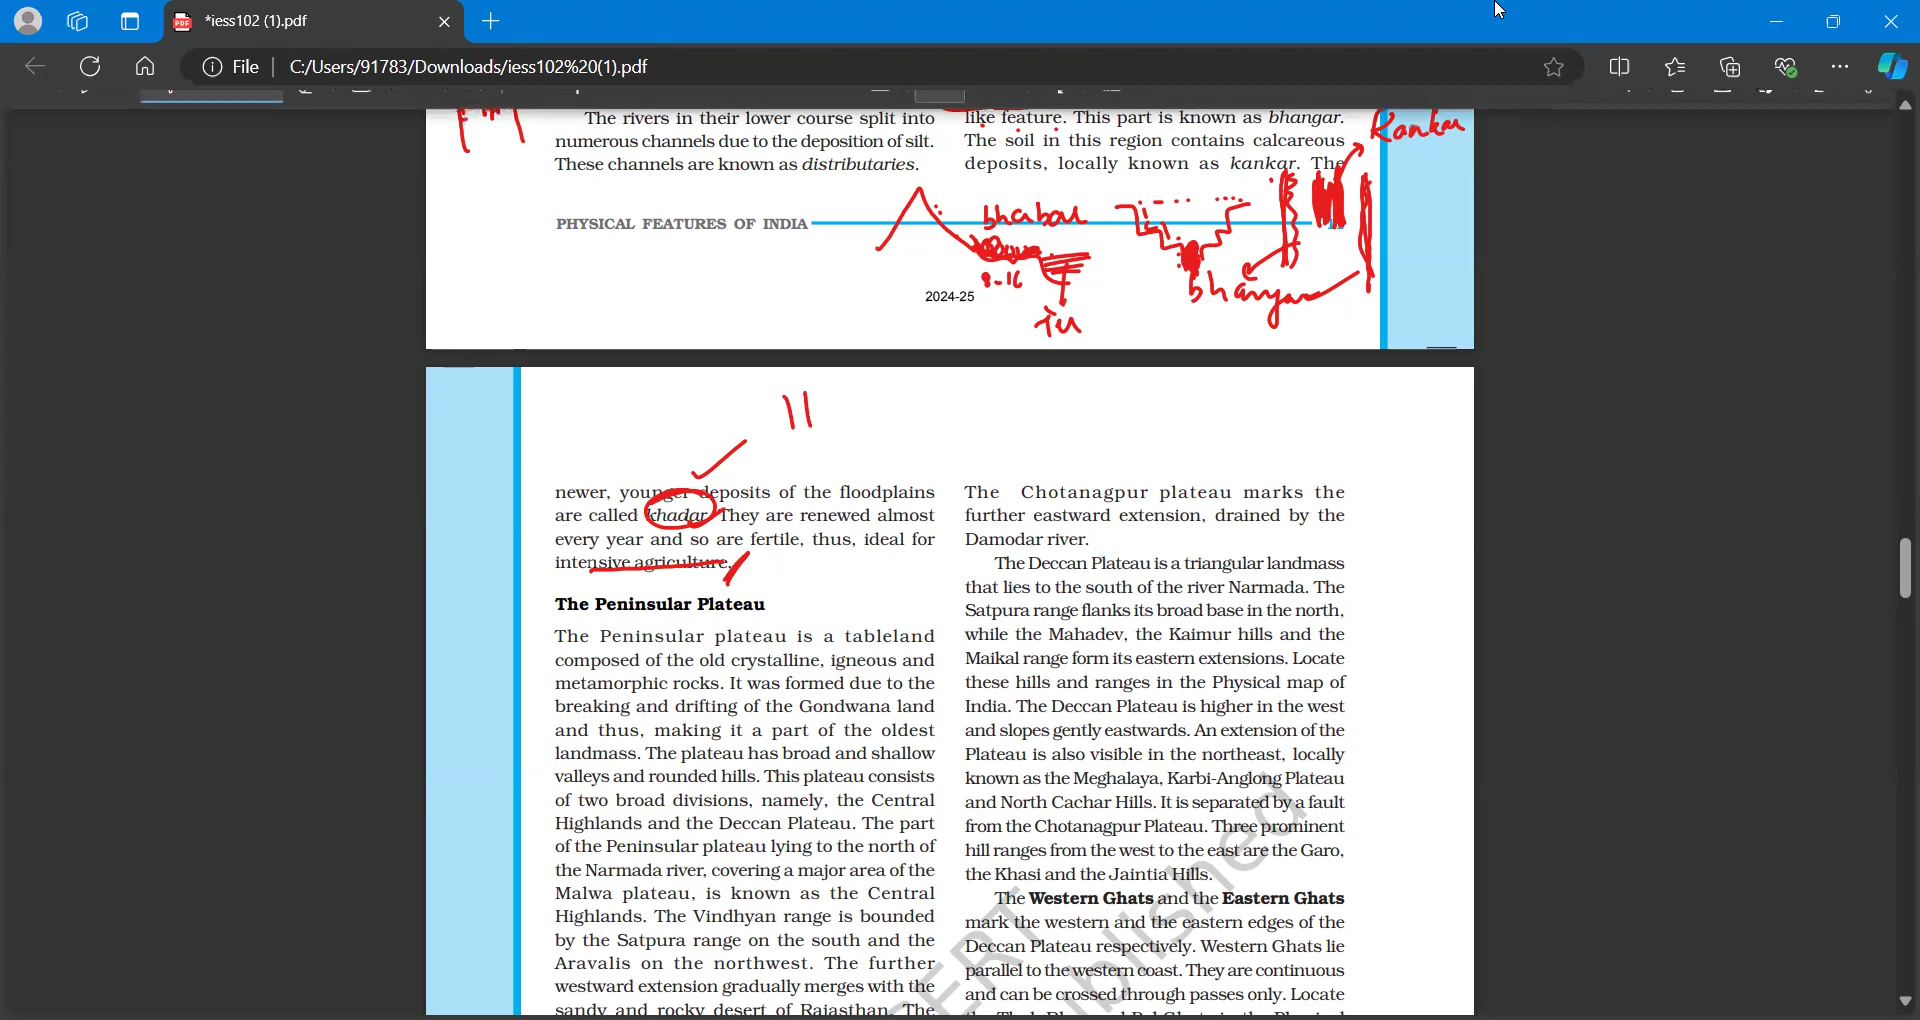 *iess102 (1).pdf
File
C:/Users/91783/Downloads/iess102%20(1).pdf
The rivers in their lower course split into
numerous channels due to the deposition of silt.
These channels are known as distributaries.
like feature. This part is known as bhangar.
The soil in this region contains calcareous
deposits, locally known as kankar. The
Kankar
PHYSICAL FEATURES OF INDIA
bhabar
8-16
bhangar
2024-25
newer, younger deposits of the floodplains
are called khadar. They are renewed almost
every year and so are fertile, thus, ideal for
intensive agriculture.
The Peninsular Plateau
The Peninsular plateau is a tableland
composed of the old crystalline, igneous and
metamorphic rocks. It was formed due to the
breaking and drifting of the Gondwana land
and thus, making it a part of the oldest
landmass. The plateau has broad and shallow
valleys and rounded hills. This plateau consists
of two broad divisions, namely, the Central
Highlands and the Deccan Plateau. The part
of the Peninsular plateau lying to the north of
the Narmada river, covering a major area of the
Malwa plateau, is known as the Central
Highlands. The Vindhyan range is bounded
by the Satpura range on the south and the
Aravalis on the northwest. The further
westward extension gradually merges with the
sandy and rocky desert of Rajasthan. The
The Chotanagpur plateau marks the
further eastward extension, drained by the
Damodar river.
The Deccan Plateau is a triangular landmass
that lies to the south of the river Narmada. The
Satpura range flanks its broad base in the north,
while the Mahadev, the Kaimur hills and the
Maikal range form its eastern extensions. Locate
these hills and ranges in the Physical map of
India. The Deccan Plateau is higher in the west
and slopes gently eastwards. An extension of the
Plateau is also visible in the northeast, locally
known as the Meghalaya, Karbi-Anglong Plateau
and North Cachar Hills. It is separated by a fault
from the Chotanagpur Plateau. Three prominent
hill ranges from the west to the east are the Garo,
the Khasi and the Jaintia Hills.
The Western Ghats and the Eastern Ghats
mark the western and the eastern edges of the
Deccan Plateau respectively. Western Ghats lie
parallel to the western coast. They are continuous
and can be crossed through passes only. Locate